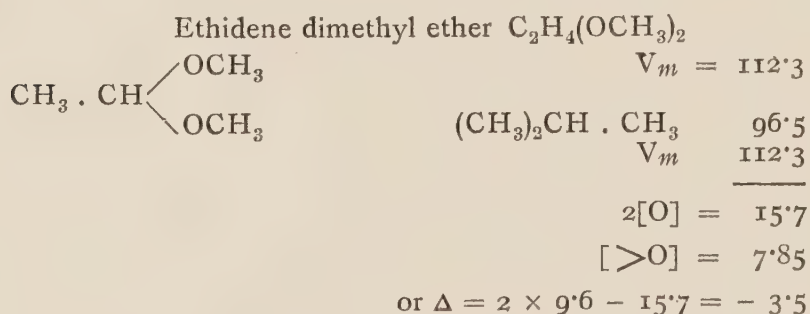 Ethidene dimethyl ether C₂H₄(OCH₃)₂
OCH₃ Vₘ = 112·3
CH₃ . CH
OCH₃ (CH₃)₂CH . CH₃ 96·5
Vₘ 112·3
2[O] = 15·7
[>O] = 7·85
or Δ = 2 × 9·6 − 15·7 = − 3·5